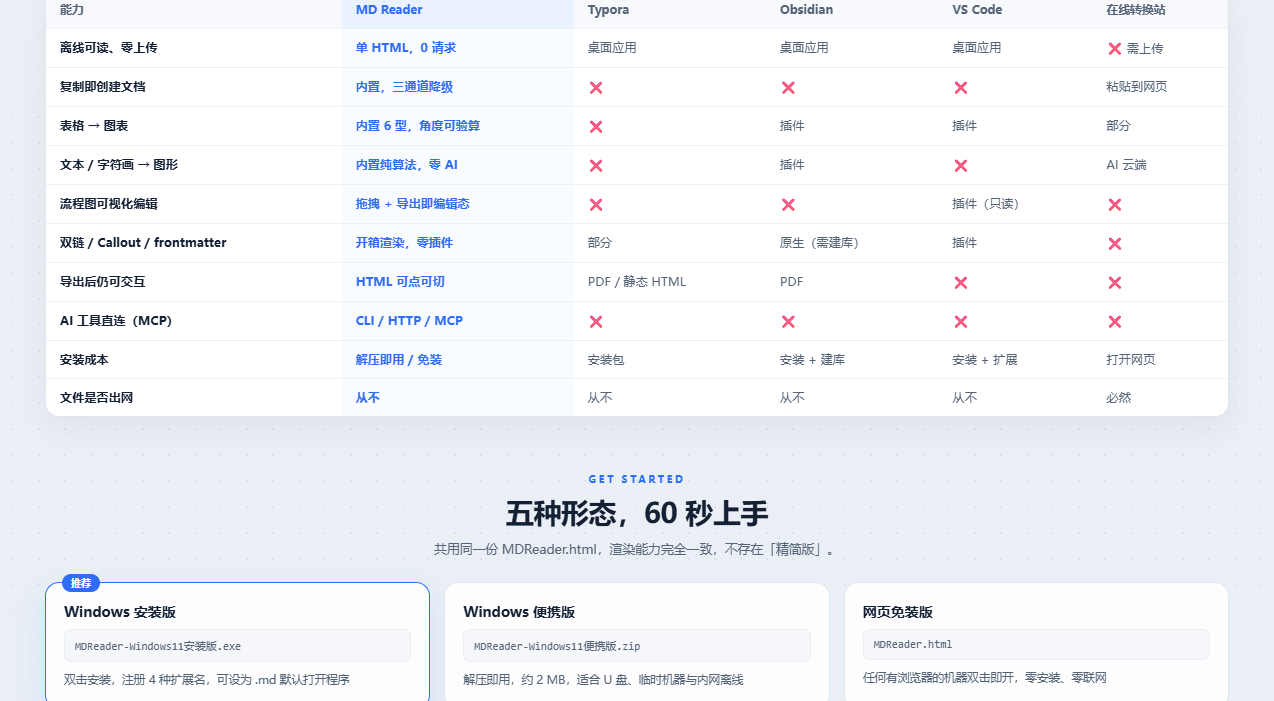 能力 MD Reader Typora Obsidian VS Code 在线转换站
离线可读、零上传 单 HTML，0 请求 桌面应用 桌面应用 桌面应用 ❌ 需上传
复制即创建文档 内置，三通道降级 ❌ ❌ ❌ 粘贴到网页
表格 → 图表 内置 6 型，角度可验算 ❌ 插件 插件 部分
文本 / 字符画 → 图形 内置纯算法，零 AI ❌ 插件 ❌ AI 云端
流程图可视化编辑 拖拽 + 导出即编辑态 ❌ ❌ 插件（只读） ❌
双链 / Callout / frontmatter 开箱渲染，零插件 部分 原生（需建库） 插件 ❌
导出后仍可交互 HTML 可点可切 PDF / 静态 HTML PDF ❌ ❌
AI 工具直连（MCP） CLI / HTTP / MCP ❌ ❌ ❌ ❌
安装成本 解压即用 / 免装 安装包 安装 + 建库 安装 + 扩展 打开网页
文件是否出网 从不 从不 从不 从不 必然
GET STARTED
五种形态，60 秒上手
共用同一份 MDReader.html，渲染能力完全一致，不存在「精简版」。
推荐
Windows 安装版
MDReader-Windows11安装版.exe
双击安装，注册 4 种扩展名，可设为 .md 默认打开程序
Windows 便携版
MDReader-Windows11便携版.zip
解压即用，约 2 MB，适合 U 盘、临时机器与内网离线
网页免装版
MDReader.html
任何有浏览器的机器双击即开，零安装、零联网